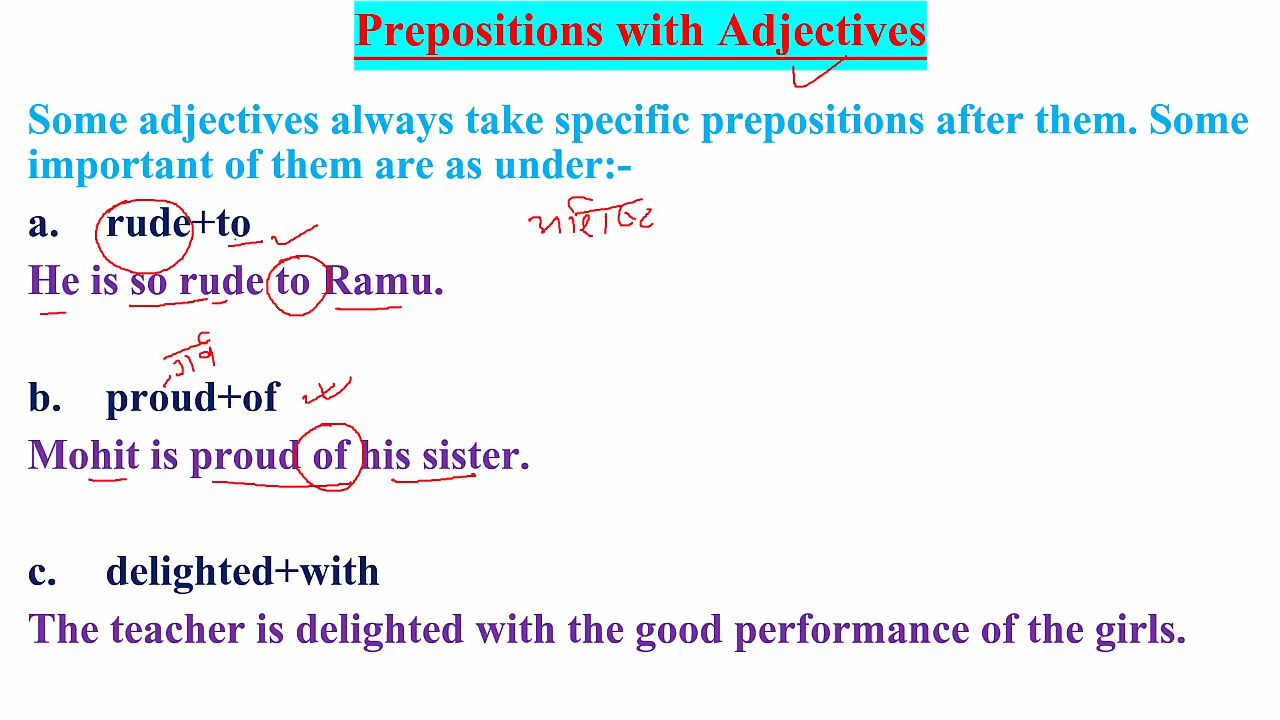 Prepositions with Adjectives
Some adjectives always take specific prepositions after them. Some
important of them are as under:-
a. rude+to
He is so rude to Ramu.
गर्व
b. proud+of
Mohit is proud of his sister.
c. delighted+with
The teacher is delighted with the good performance of the girls.